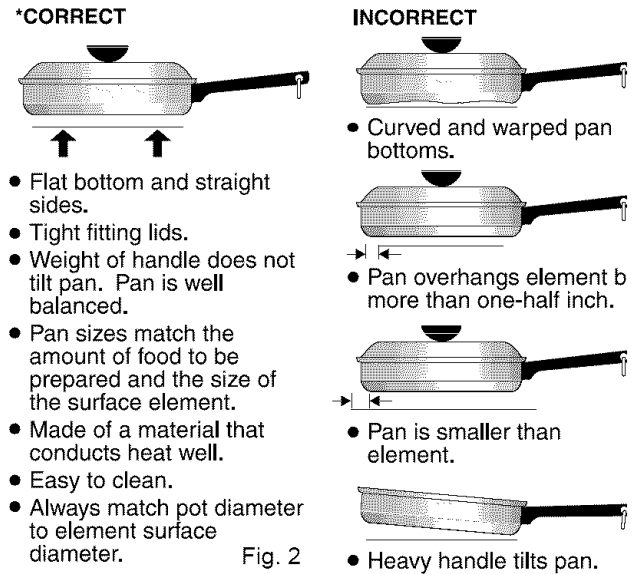 *CORRECT
● Flat bottom and straight
sides.
● Tight fitting lids.
● Weight of handle does not
tilt pan. Pan is well
balanced.
● Pan sizes match the
amount of food to be
prepared and the size of
the surface element.
● Made of a material that
conducts heat well.
● Easy to clean.
● Always match pot diameter
to element surface
diameter.
Fig. 2
INCORRECT
● Curved and warped pan
bottoms.
● Pan overhangs element b
more than one-half inch.
● Pan is smaller than
element.
● Heavy handle tilts pan.